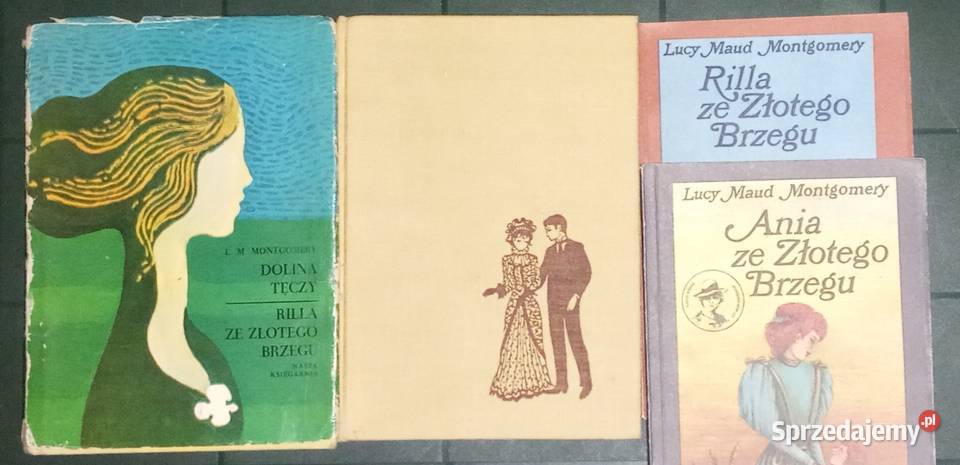 L. M. MONTGOMERY
DOLINA
TĘCZY
RILLA
ZE ZŁOTEGO
BRZEGU
NASZA
KSIĘGARNIA
Lucy Maud Montgomery
Rilla
ze Złotego
Brzegu
Lucy Maud Montgomery
Ania
ze Złotego
Brzegu
Sprzedajemy.pl